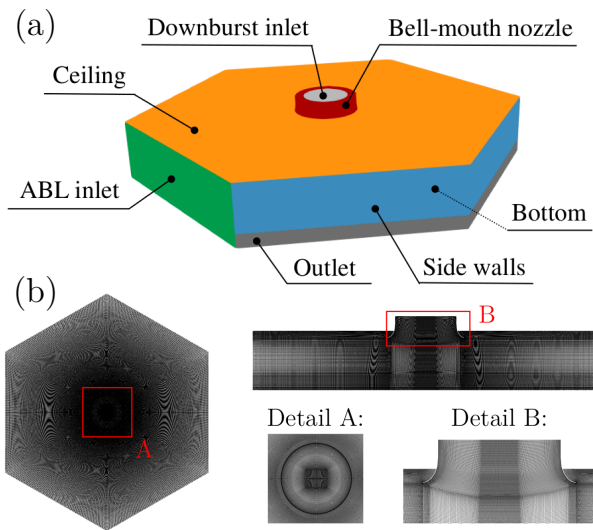 (a)
Downburst inlet
Bell-mouth nozzle
Ceiling
ABL inlet
Bottom
Outlet
Side walls
(b)
B
A
Detail A:
Detail B: